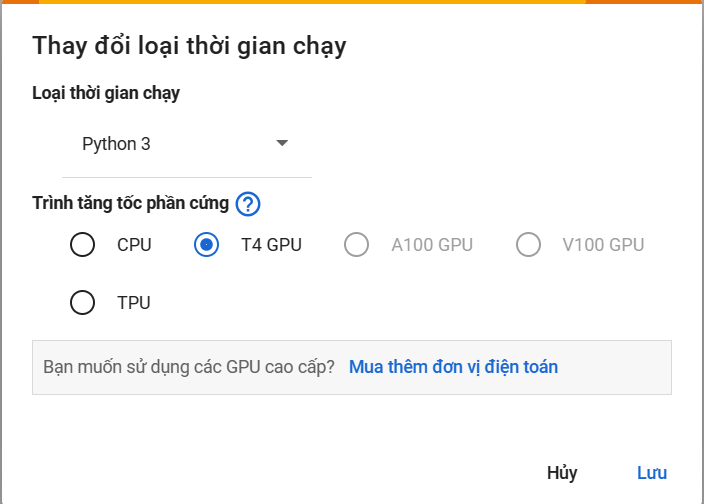 Thay đổi loại thời gian chạy
Loại thời gian chạy
Python 3
Trình tăng tốc phần cứng ?
CPU T4 GPU A100 GPU V100 GPU
TPU
Bạn muốn sử dụng các GPU cao cấp? Mua thêm đơn vị điện toán
Hủy Lưu